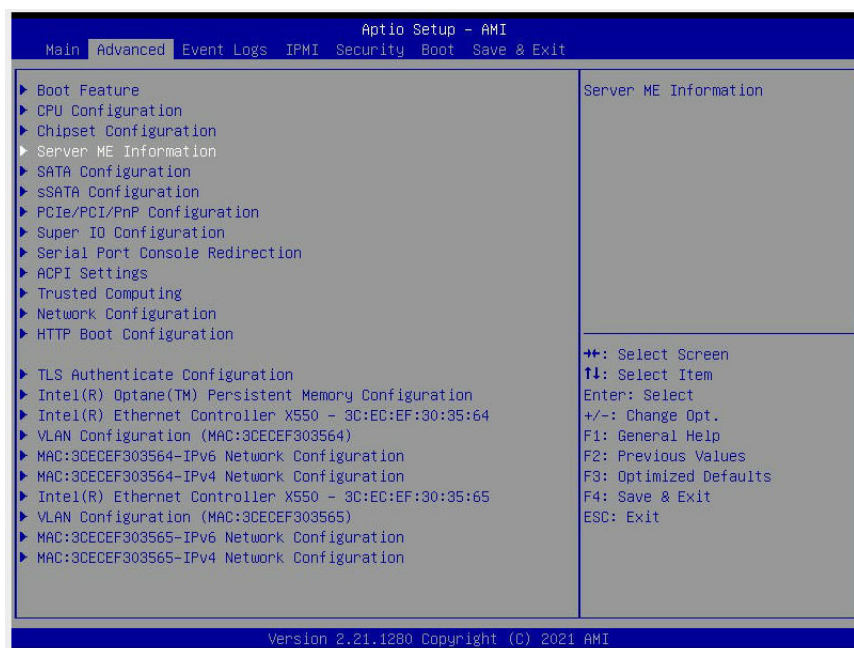 Aptio Setup – AMI
Main Advanced Event Logs IPMI Security Boot Save & Exit
▶ Boot Feature
▶ CPU Configuration
▶ Chipset Configuration
▶ Server ME Information
▶ SATA Configuration
▶ sSATA Configuration
▶ PCIe/PCI/PnP Configuration
▶ Super IO Configuration
▶ Serial Port Console Redirection
▶ ACPI Settings
▶ Trusted Computing
▶ Network Configuration
▶ HTTP Boot Configuration
▶ TLS Authenticate Configuration
▶ Intel(R) Optane(TM) Persistent Memory Configuration
▶ Intel(R) Ethernet Controller X550 – 3C:EC:EF:30:35:64
▶ VLAN Configuration (MAC:3CECEF303564)
▶ MAC:3CECEF303564–IPv6 Network Configuration
▶ MAC:3CECEF303564–IPv4 Network Configuration
▶ Intel(R) Ethernet Controller X550 – 3C:EC:EF:30:35:65
▶ VLAN Configuration (MAC:3CECEF303565)
▶ MAC:3CECEF303565–IPv6 Network Configuration
▶ MAC:3CECEF303565–IPv4 Network Configuration
Server ME Information
→←: Select Screen
↑↓: Select Item
Enter: Select
+/–: Change Opt.
F1: General Help
F2: Previous Values
F3: Optimized Defaults
F4: Save & Exit
ESC: Exit
Version 2.21.1280 Copyright (C) 2021 AMI